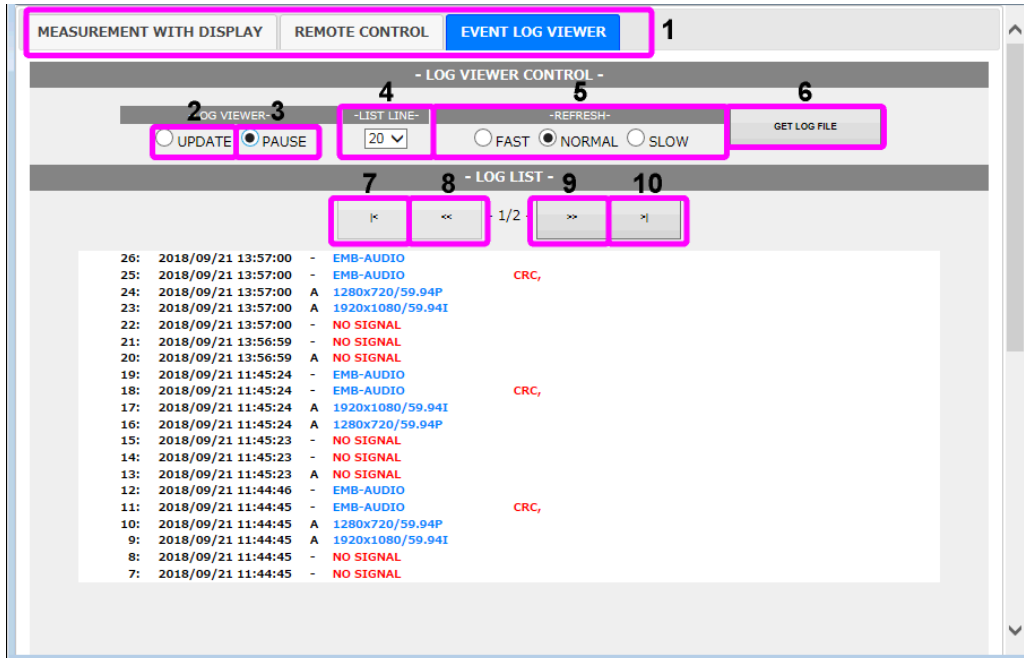 MEASUREMENT WITH DISPLAY REMOTE CONTROL EVENT LOG VIEWER 1
- LOG VIEWER CONTROL -
2 3 4 5 6
LOG VIEWER- -LIST LINE- -REFRESH- GET LOG FILE
UPDATE PAUSE 20 FAST NORMAL SLOW
- LOG LIST -
7 8 9 10
|< << - 1/2 - >> >|
26: 2018/09/21 13:57:00 - EMB-AUDIO
25: 2018/09/21 13:57:00 - EMB-AUDIO CRC,
24: 2018/09/21 13:57:00 A 1280x720/59.94P
23: 2018/09/21 13:57:00 A 1920x1080/59.94I
22: 2018/09/21 13:57:00 - NO SIGNAL
21: 2018/09/21 13:56:59 - NO SIGNAL
20: 2018/09/21 13:56:59 A NO SIGNAL
19: 2018/09/21 11:45:24 - EMB-AUDIO
18: 2018/09/21 11:45:24 - EMB-AUDIO CRC,
17: 2018/09/21 11:45:24 A 1920x1080/59.94I
16: 2018/09/21 11:45:24 A 1280x720/59.94P
15: 2018/09/21 11:45:23 - NO SIGNAL
14: 2018/09/21 11:45:23 - NO SIGNAL
13: 2018/09/21 11:45:23 A NO SIGNAL
12: 2018/09/21 11:44:46 - EMB-AUDIO
11: 2018/09/21 11:44:45 - EMB-AUDIO CRC,
10: 2018/09/21 11:44:45 A 1280x720/59.94P
9: 2018/09/21 11:44:45 A 1920x1080/59.94I
8: 2018/09/21 11:44:45 - NO SIGNAL
7: 2018/09/21 11:44:45 - NO SIGNAL